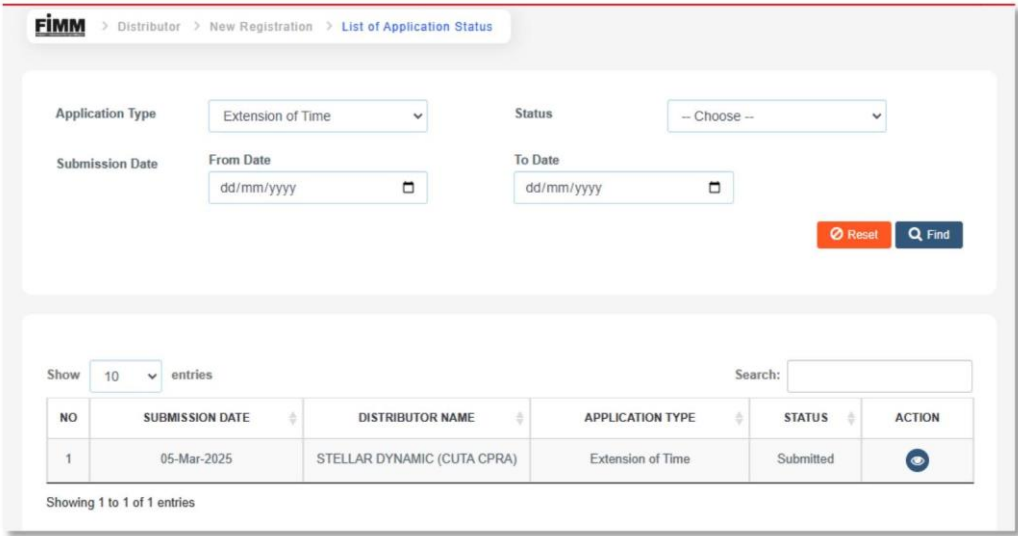 FiMM > Distributor > New Registration > List of Application Status
Application Type Extension of Time Status -- Choose --
Submission Date From Date To Date
dd/mm/yyyy dd/mm/yyyy
Reset Find
Show 10 entries Search:
NO SUBMISSION DATE DISTRIBUTOR NAME APPLICATION TYPE STATUS ACTION
1 05-Mar-2025 STELLAR DYNAMIC (CUTA CPRA) Extension of Time Submitted
Showing 1 to 1 of 1 entries